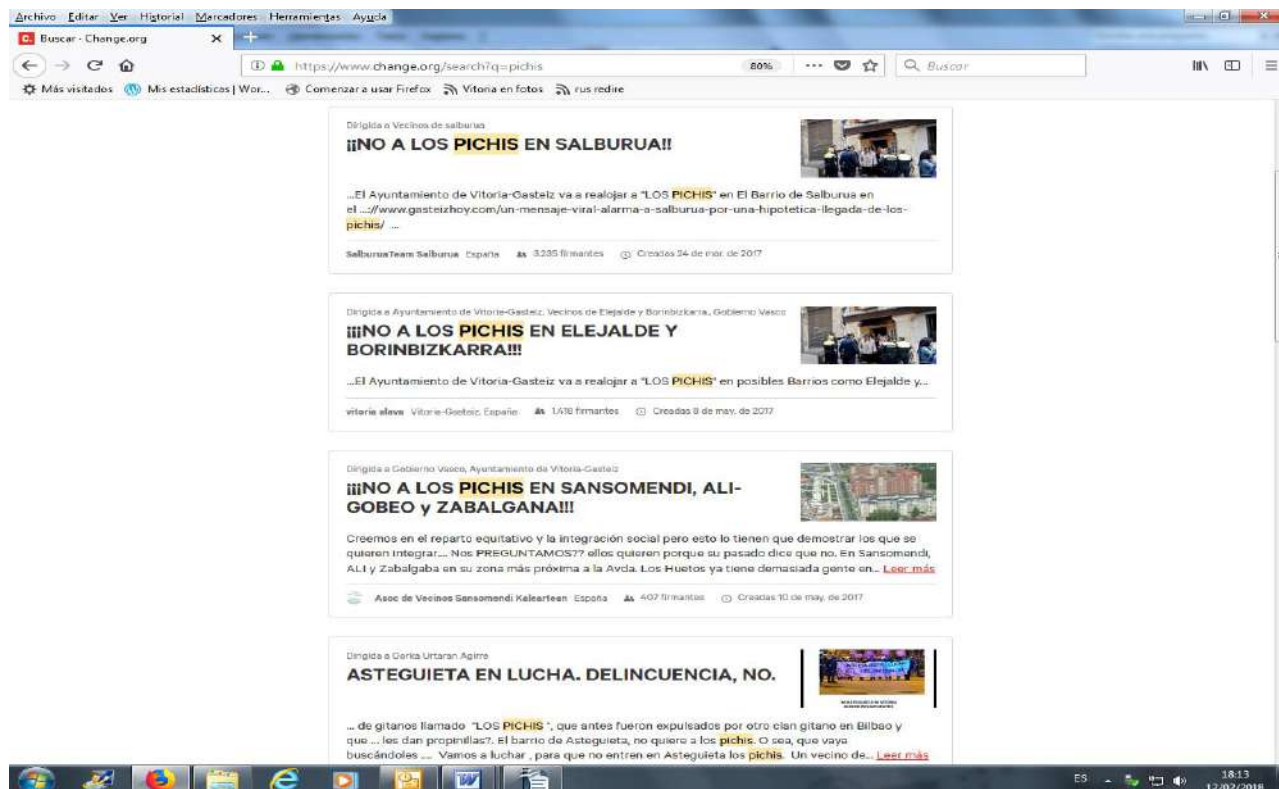 Archivo Editar Ver Historial Marcadores Herramientas Ayuda
Buscar · Change.org
https://www.change.org/search?q=pichis 80% Buscar
Más visitados Mis estadísticas | Wor... Comenzar a usar Firefox Vitoria en fotos rus redire
Dirigida a Vecinos de salburua
¡¡NO A LOS PICHIS EN SALBURUA!!
...El Ayuntamiento de Vitoria-Gasteiz va a realojar a "LOS PICHIS" en El Barrio de Salburua en
el ...://www.gasteizhoy.com/un-mensaje-viral-alarma-a-salburua-por-una-hipotetica-llegada-de-los-
pichis/ ...
SalburuaTeam Salburua España 3.235 firmantes Creadas 24 de mar. de 2017
Dirigida a Ayuntamiento de Vitoria-Gasteiz, Vecinos de Elejalde y Borinbizkarra, Gobierno Vasco
¡¡¡NO A LOS PICHIS EN ELEJALDE Y
BORINBIZKARRA!!!
...El Ayuntamiento de Vitoria-Gasteiz va a realojar a "LOS PICHIS" en posibles Barrios como Elejalde y...
vitoria alava Vitoria-Gasteiz, España 1.418 firmantes Creadas 9 de may. de 2017
Dirigida a Gobierno Vasco, Ayuntamiento de Vitoria-Gasteiz
¡¡¡NO A LOS PICHIS EN SANSOMENDI, ALI-
GOBEO y ZABALGANA!!!
Creemos en el reparto equitativo y la integración social pero esto lo tienen que demostrar los que se
quieren integrar.... Nos PREGUNTAMOS?? ellos quieren porque su pasado dice que no. En Sansomendi,
ALI y Zabalgaba en su zona más próxima a la Avda. Los Huetos ya tiene demasiada gente en... Leer más
Asoc de Vecinos Sansomendi Kaleartean España 407 firmantes Creadas 10 de may. de 2017
Dirigida a Gorka Urtaran Agirre
ASTEGUIETA EN LUCHA. DELINCUENCIA, NO.
... de gitanos llamado "LOS PICHIS", que antes fueron expulsados por otro clan gitano en Bilbao y
que ... les dan propinillas?. El barrio de Asteguieta, no quiere a los pichis. O sea, que vaya
buscándoles .... Vamos a luchar , para que no entren en Asteguieta los pichis. Un vecino de... Leer más
ES 18:13
12/02/2018